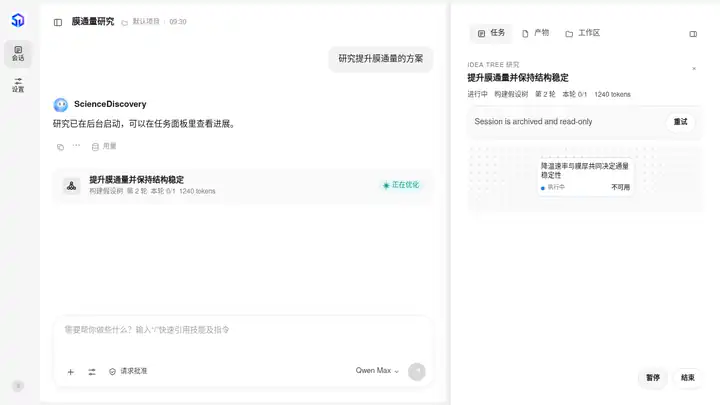 会话
设置
膜通量研究 默认项目 · 09:30
研究提升膜通量的方案
ScienceDiscovery
研究已在后台启动，可以在任务面板里查看进展。
用量
提升膜通量并保持结构稳定
构建假设树 第 2 轮 本轮 0/1 1240 tokens
正在优化
需要帮你做些什么？输入“/”快速引用技能及指令
请求批准
Qwen Max
任务 产物 工作区
IDEA TREE 研究
提升膜通量并保持结构稳定
进行中 构建假设树 第 2 轮 本轮 0/1 1240 tokens
Session is archived and read-only
重试
降温速率与膜厚共同决定通量
稳定性
执行中 不可用
暂停 结束